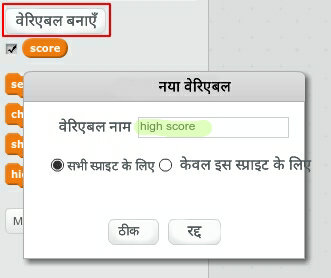 वेरिएबल बनाएँ
score
se
नया वेरिएबल
ch
वेरिएबल नाम high score
sh
सभी स्प्राइट के लिए केवल इस स्प्राइट के लिए
hi
M
ठीक रद्द